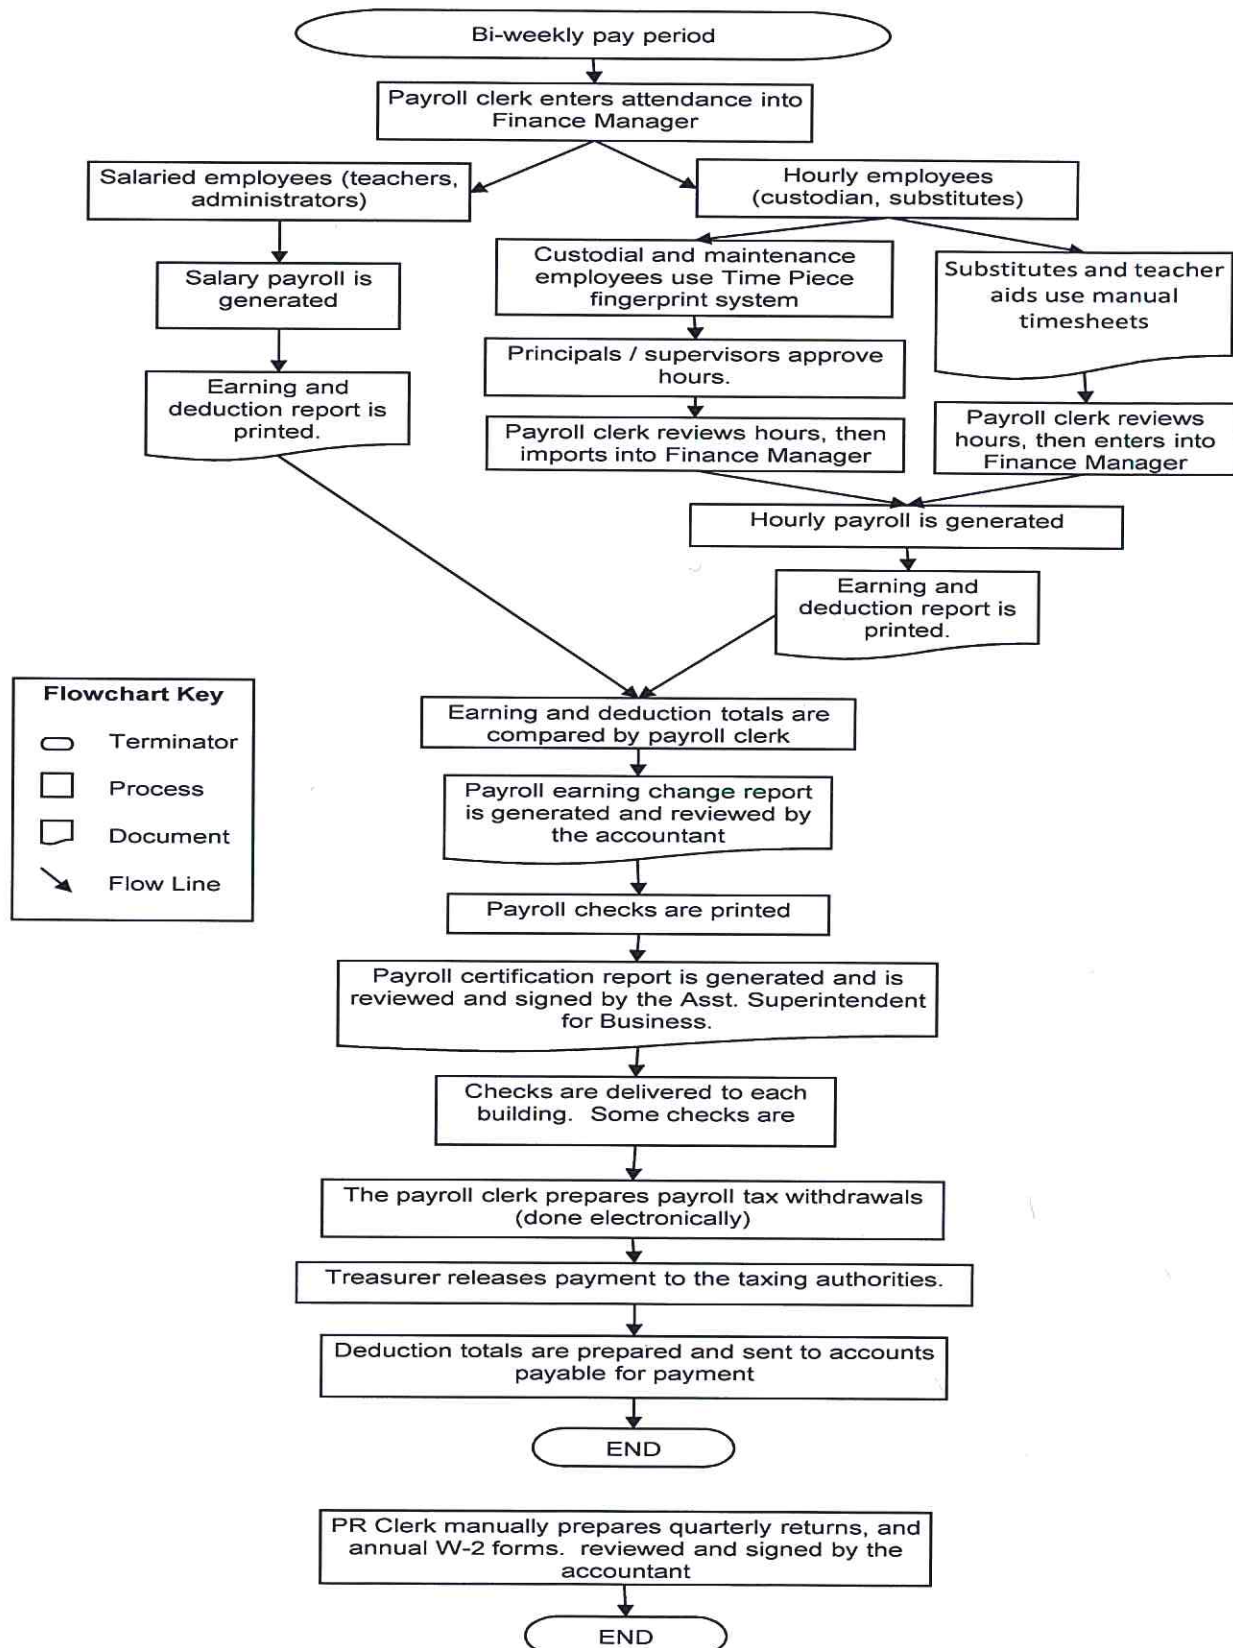 Bi-weekly pay period
Payroll clerk enters attendance into
Finance Manager
Salaried employees (teachers,
administrators)
Hourly employees
(custodian, substitutes)
Salary payroll is
generated
Custodial and maintenance
employees use Time Piece
fingerprint system
Substitutes and teacher
aids use manual
timesheets
Principals / supervisors approve
hours.
Earning and
deduction report is
printed.
Payroll clerk reviews hours, then
imports into Finance Manager
Payroll clerk reviews
hours, then enters into
Finance Manager
Hourly payroll is generated
Earning and
deduction report is
printed.
Flowchart Key
Terminator
Process
Document
Flow Line
Earning and deduction totals are
compared by payroll clerk
Payroll earning change report
is generated and reviewed by
the accountant
Payroll checks are printed
Payroll certification report is generated and is
reviewed and signed by the Asst. Superintendent
for Business.
Checks are delivered to each
building.  Some checks are
The payroll clerk prepares payroll tax withdrawals
(done electronically)
Treasurer releases payment to the taxing authorities.
Deduction totals are prepared and sent to accounts
payable for payment
END
PR Clerk manually prepares quarterly returns, and
annual W-2 forms.  reviewed and signed by the
accountant
END